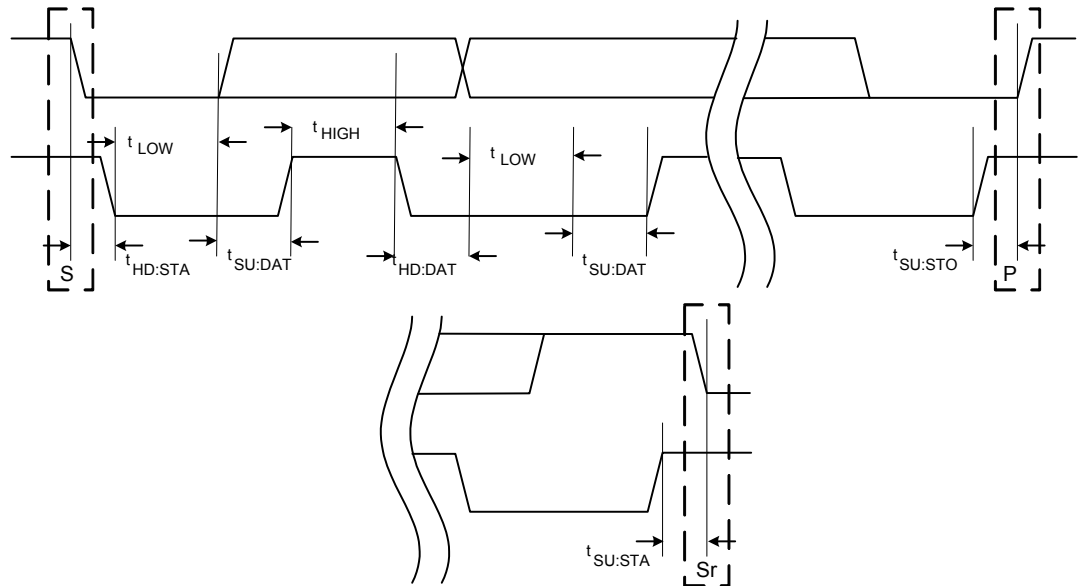 t HIGH
t LOW
t LOW
S
t HD:STA
t SU:DAT
t HD:DAT
t SU:DAT
t SU:STO
P
t SU:STA
Sr